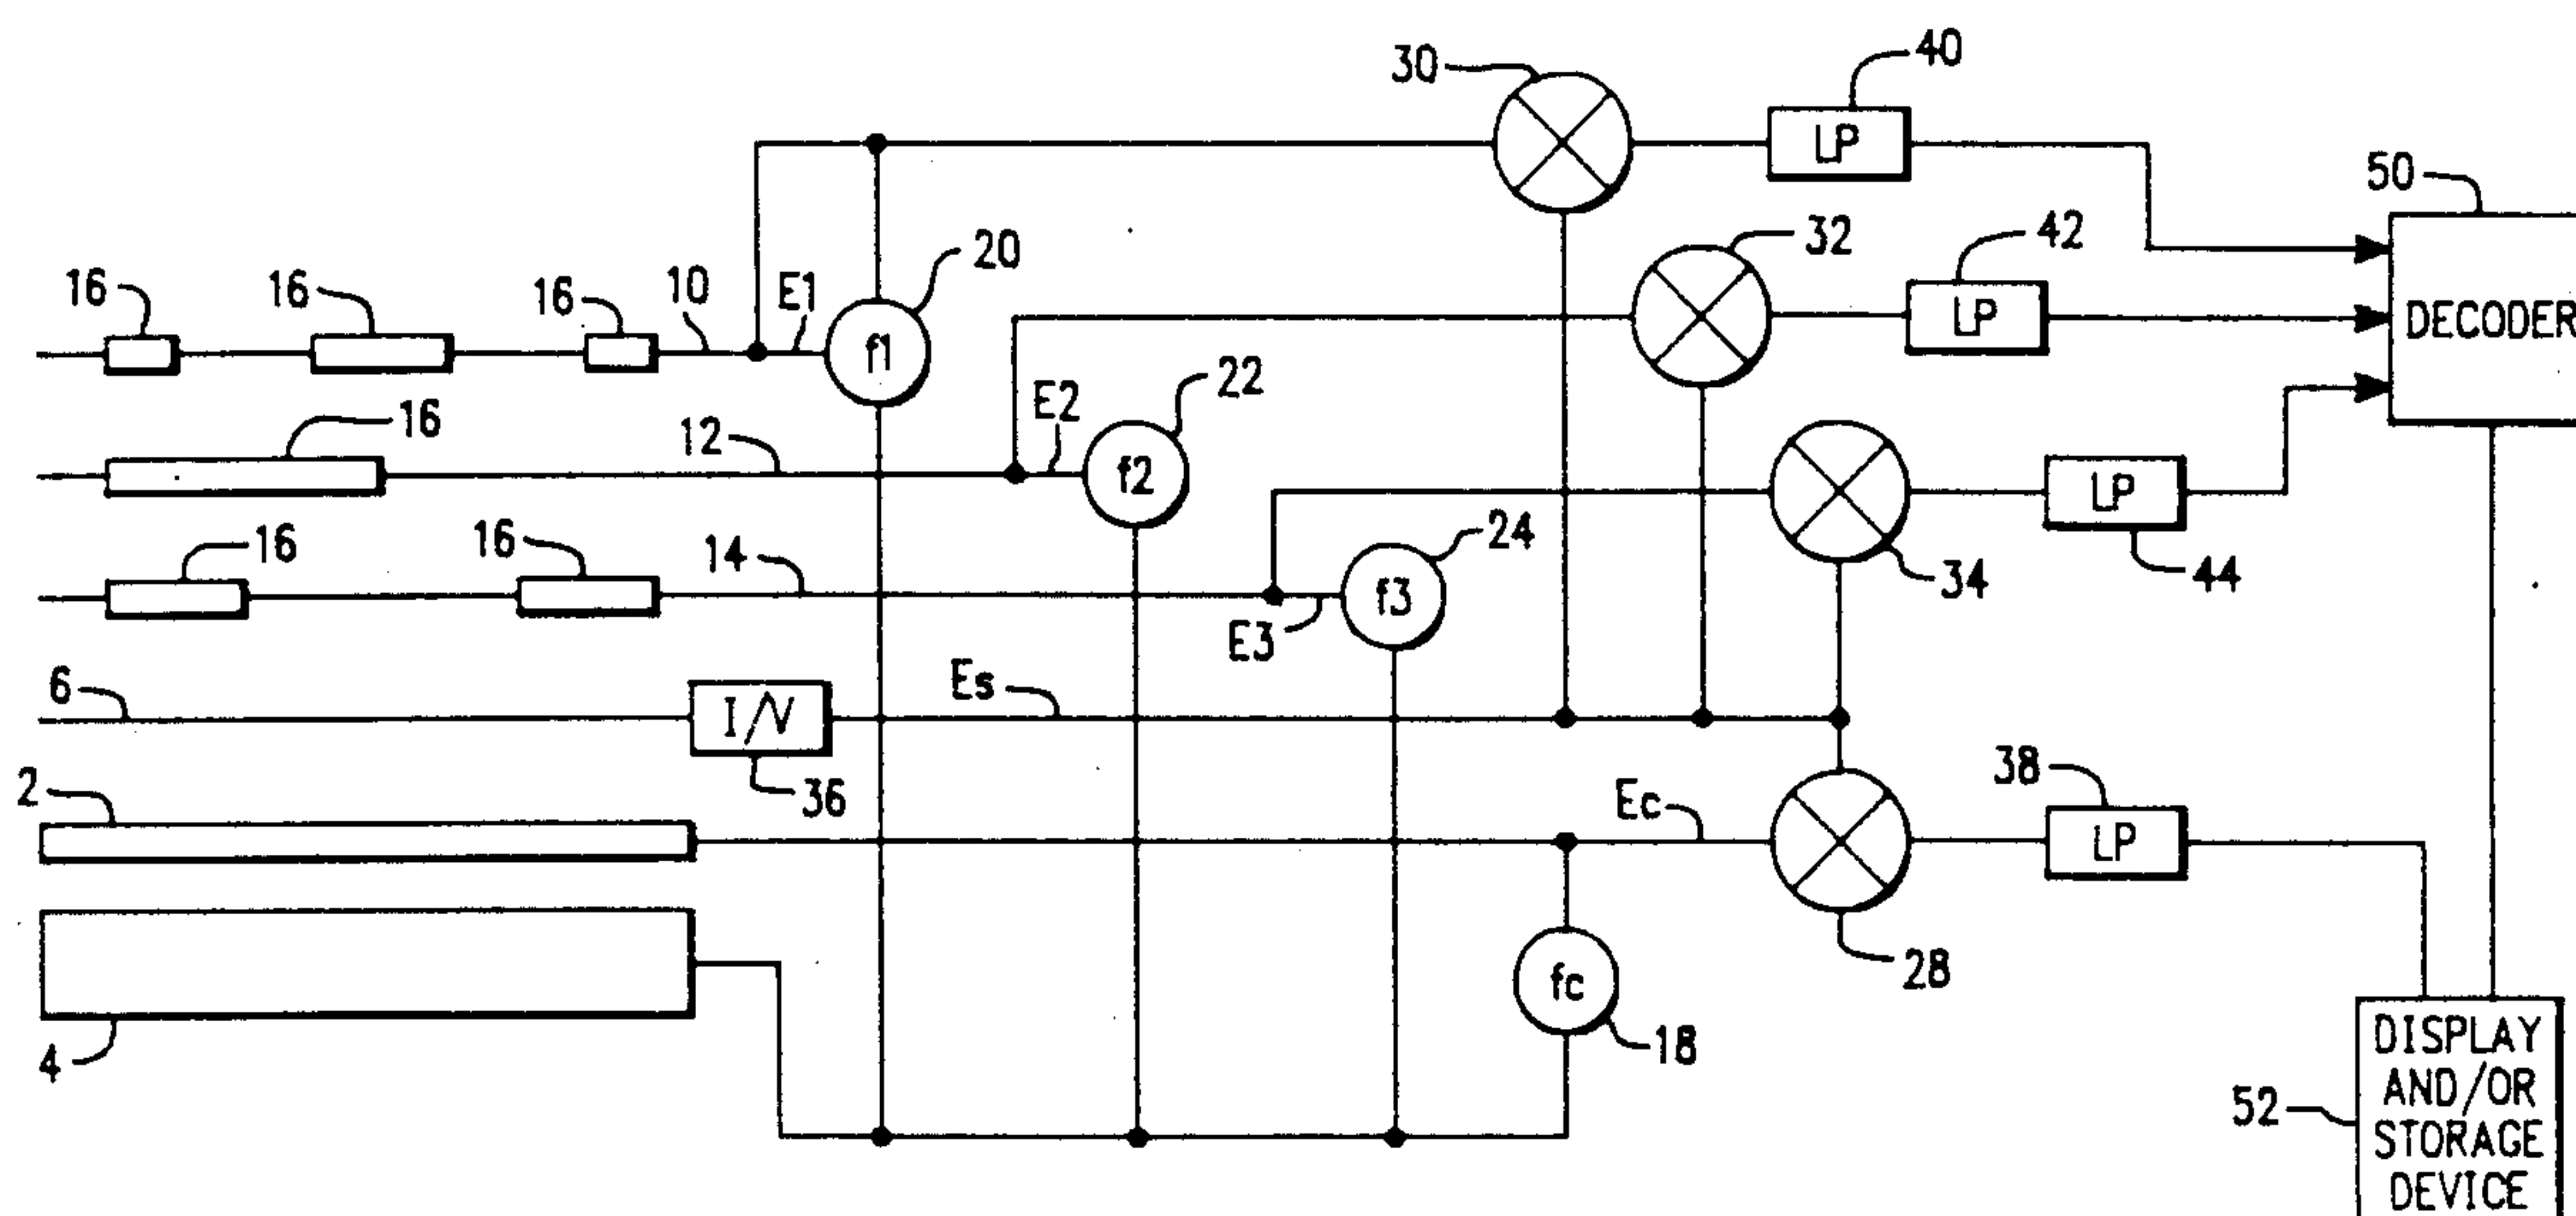 30
40
LP
50
32
42
20
16
16
16
10
E1
LP
DECODER
f1
22
16
12
E2
f2
LP
16
16
14
24
34
44
f3
E3
6
I/V
Es
36
2
38
Ec
LP
28
fc
18
4
DISPLAY
AND/OR
STORAGE
DEVICE
52